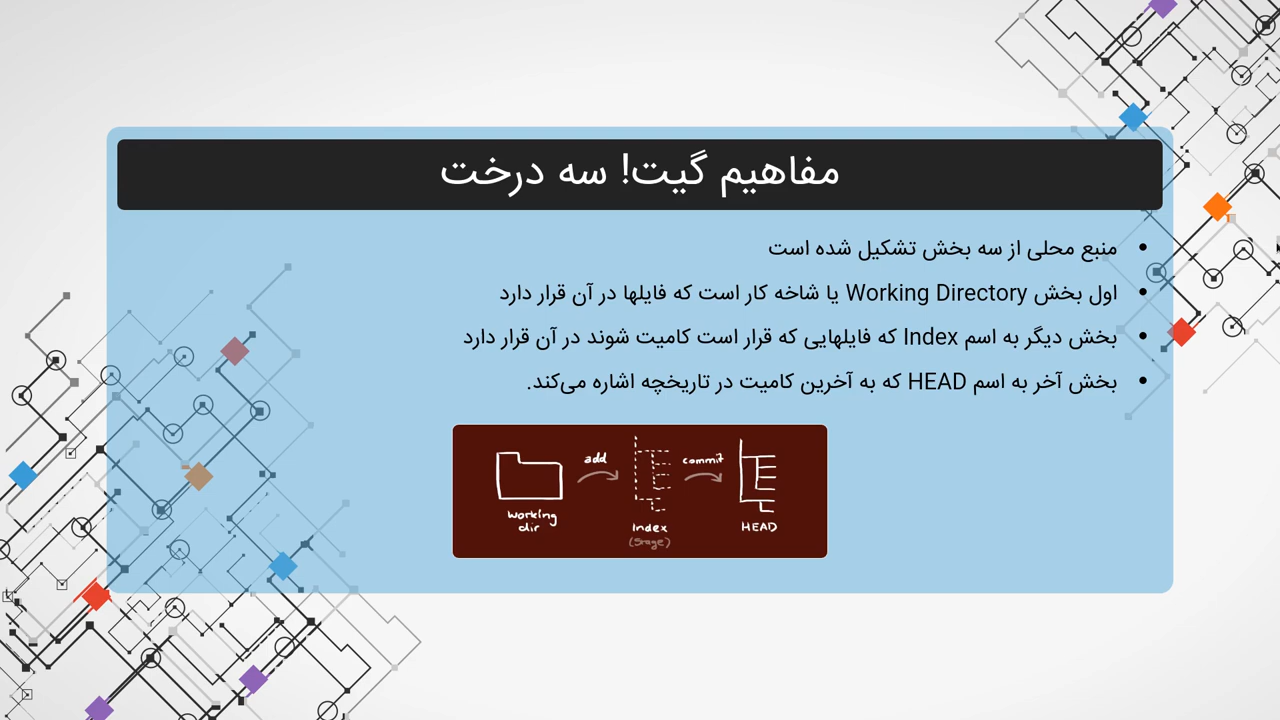 مفاهیم گیت! سه درخت
منبع محلی از سه بخش تشکیل شده است
اول بخش Working Directory یا شاخه کار است که فایلها در آن قرار دارد
بخش دیگر به اسم Index که فایلهایی که قرار است کامیت شوند در آن قرار دارد
بخش آخر به اسم HEAD که به آخرین کامیت در تاریخچه اشاره می‌کند.
add
commit
working
dir
Index
(Stage)
HEAD